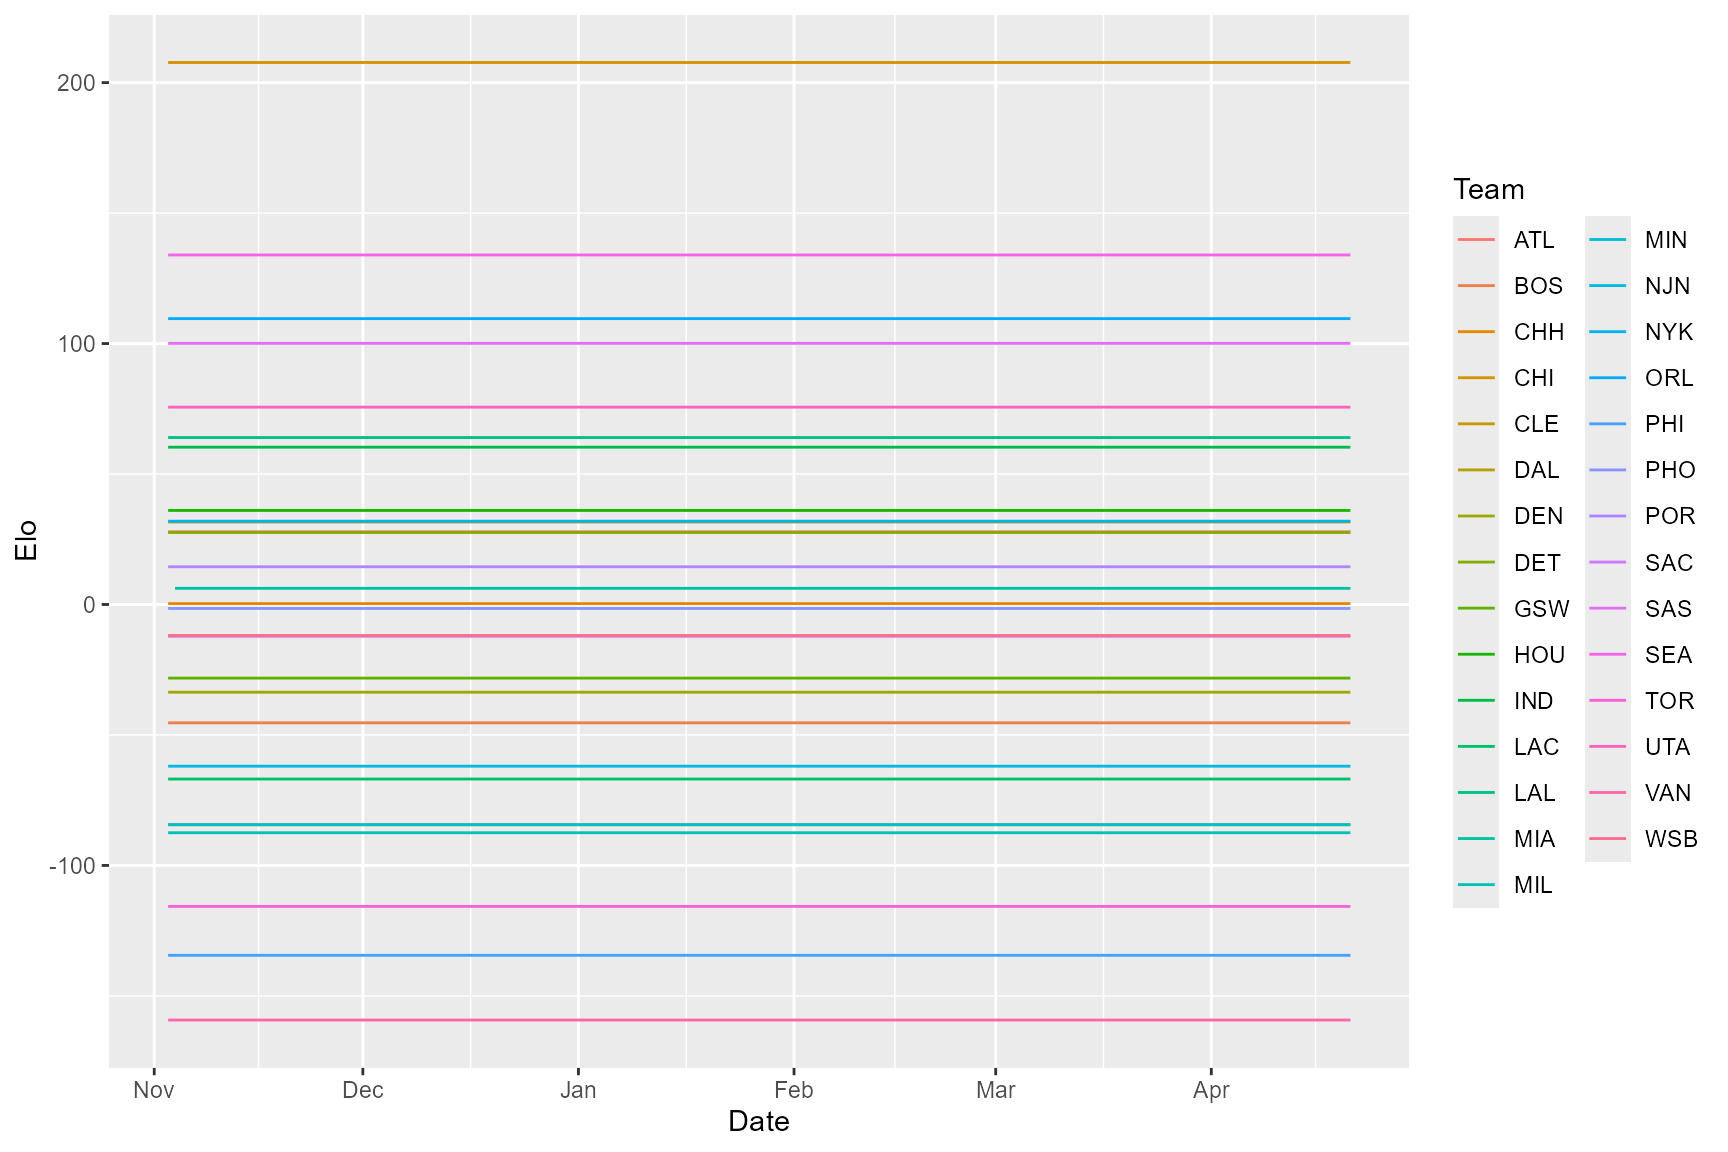 200
100
0
-100
Elo
Nov Dec Jan Feb Mar Apr
Date
Team
ATL MIN
BOS NJN
CHH NYK
CHI ORL
CLE PHI
DAL PHO
DEN POR
DET SAC
GSW SAS
HOU SEA
IND TOR
LAC UTA
LAL VAN
MIA WSB
MIL